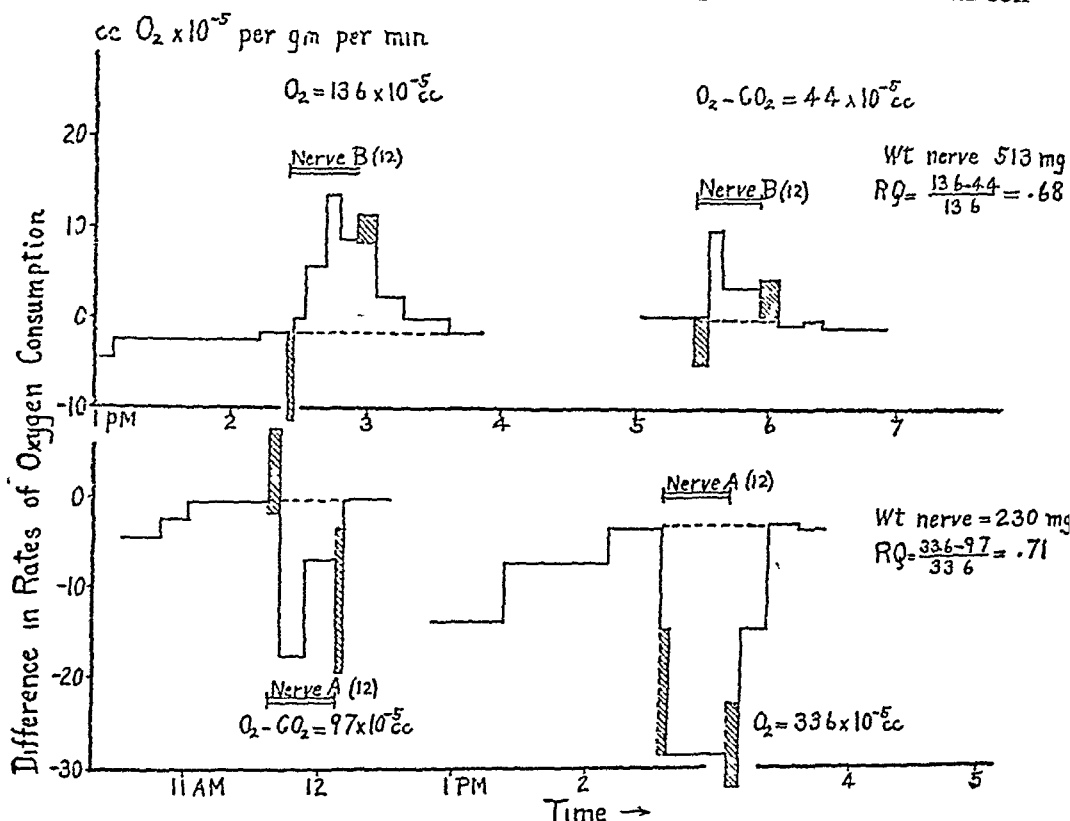 cc O₂ x10⁻⁵ per gm per min
O₂ = 13 6 x 10⁻⁵ cc
O₂ - CO₂ = 4 4 x 10⁻⁵ cc
20
Nerve B (12)
Wt nerve 513 mg
Nerve B (12)
RQ = 13 6-4 4 / 13 6 = .68
10
0
-10
1 PM 2 3 4 5 6 7
Difference in Rates of Oxygen Consumption
0
Nerve A (12)
Wt nerve = 230 mg
RQ = 33 6-9 7 / 33 6 = .71
-10
-20
Nerve A (12)
O₂ - CO₂ = 9 7 x 10⁻⁵ cc
O₂ = 33 6 x 10⁻⁵ cc
-30
11 AM 12 1 PM 2 4 5
Time →